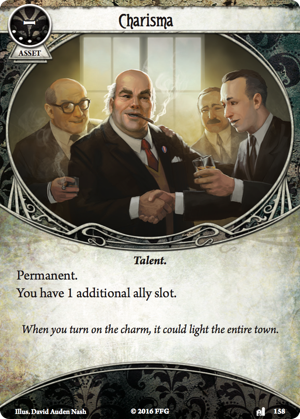 Charisma
ASSET
Talent.
Permanent.
You have 1 additional ally slot.
When you turn on the charm, it could light the entire town.
Illus. David Auden Nash
© 2016 FFG
158